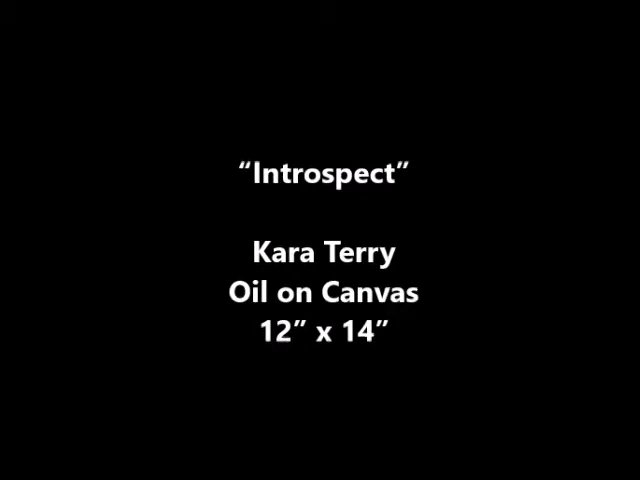 “Introspect”
Kara Terry
Oil on Canvas
12” x 14”